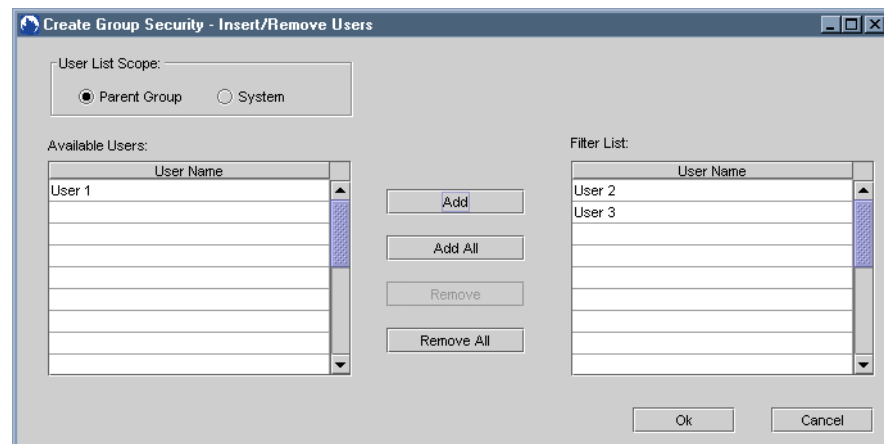 Create Group Security - Insert/Remove Users
User List Scope:
Parent Group System
Available Users:
Filter List:
User Name
User Name
User 1
User 2
User 3
Add
Add All
Remove
Remove All
Ok Cancel